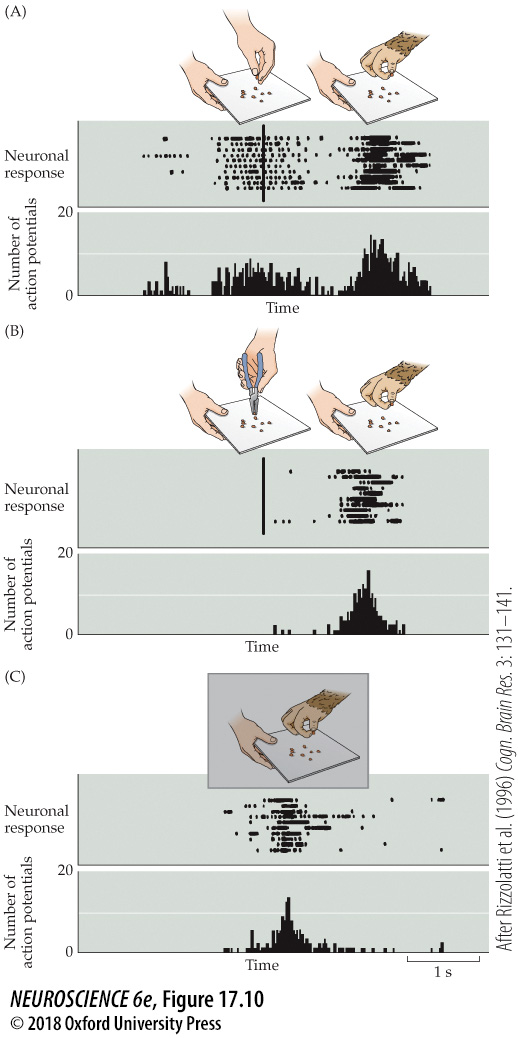 (A)
Neuronal
response
20
Number of
action potentials
0
Time
(B)
Neuronal
response
20
Number of
action potentials
0
Time
(C)
Neuronal
response
20
Number of
action potentials
0
Time
1 s
After Rizzolatti et al. (1996) Cogn. Brain Res. 3: 131–141.
NEUROSCIENCE 6e, Figure 17.10
© 2018 Oxford University Press